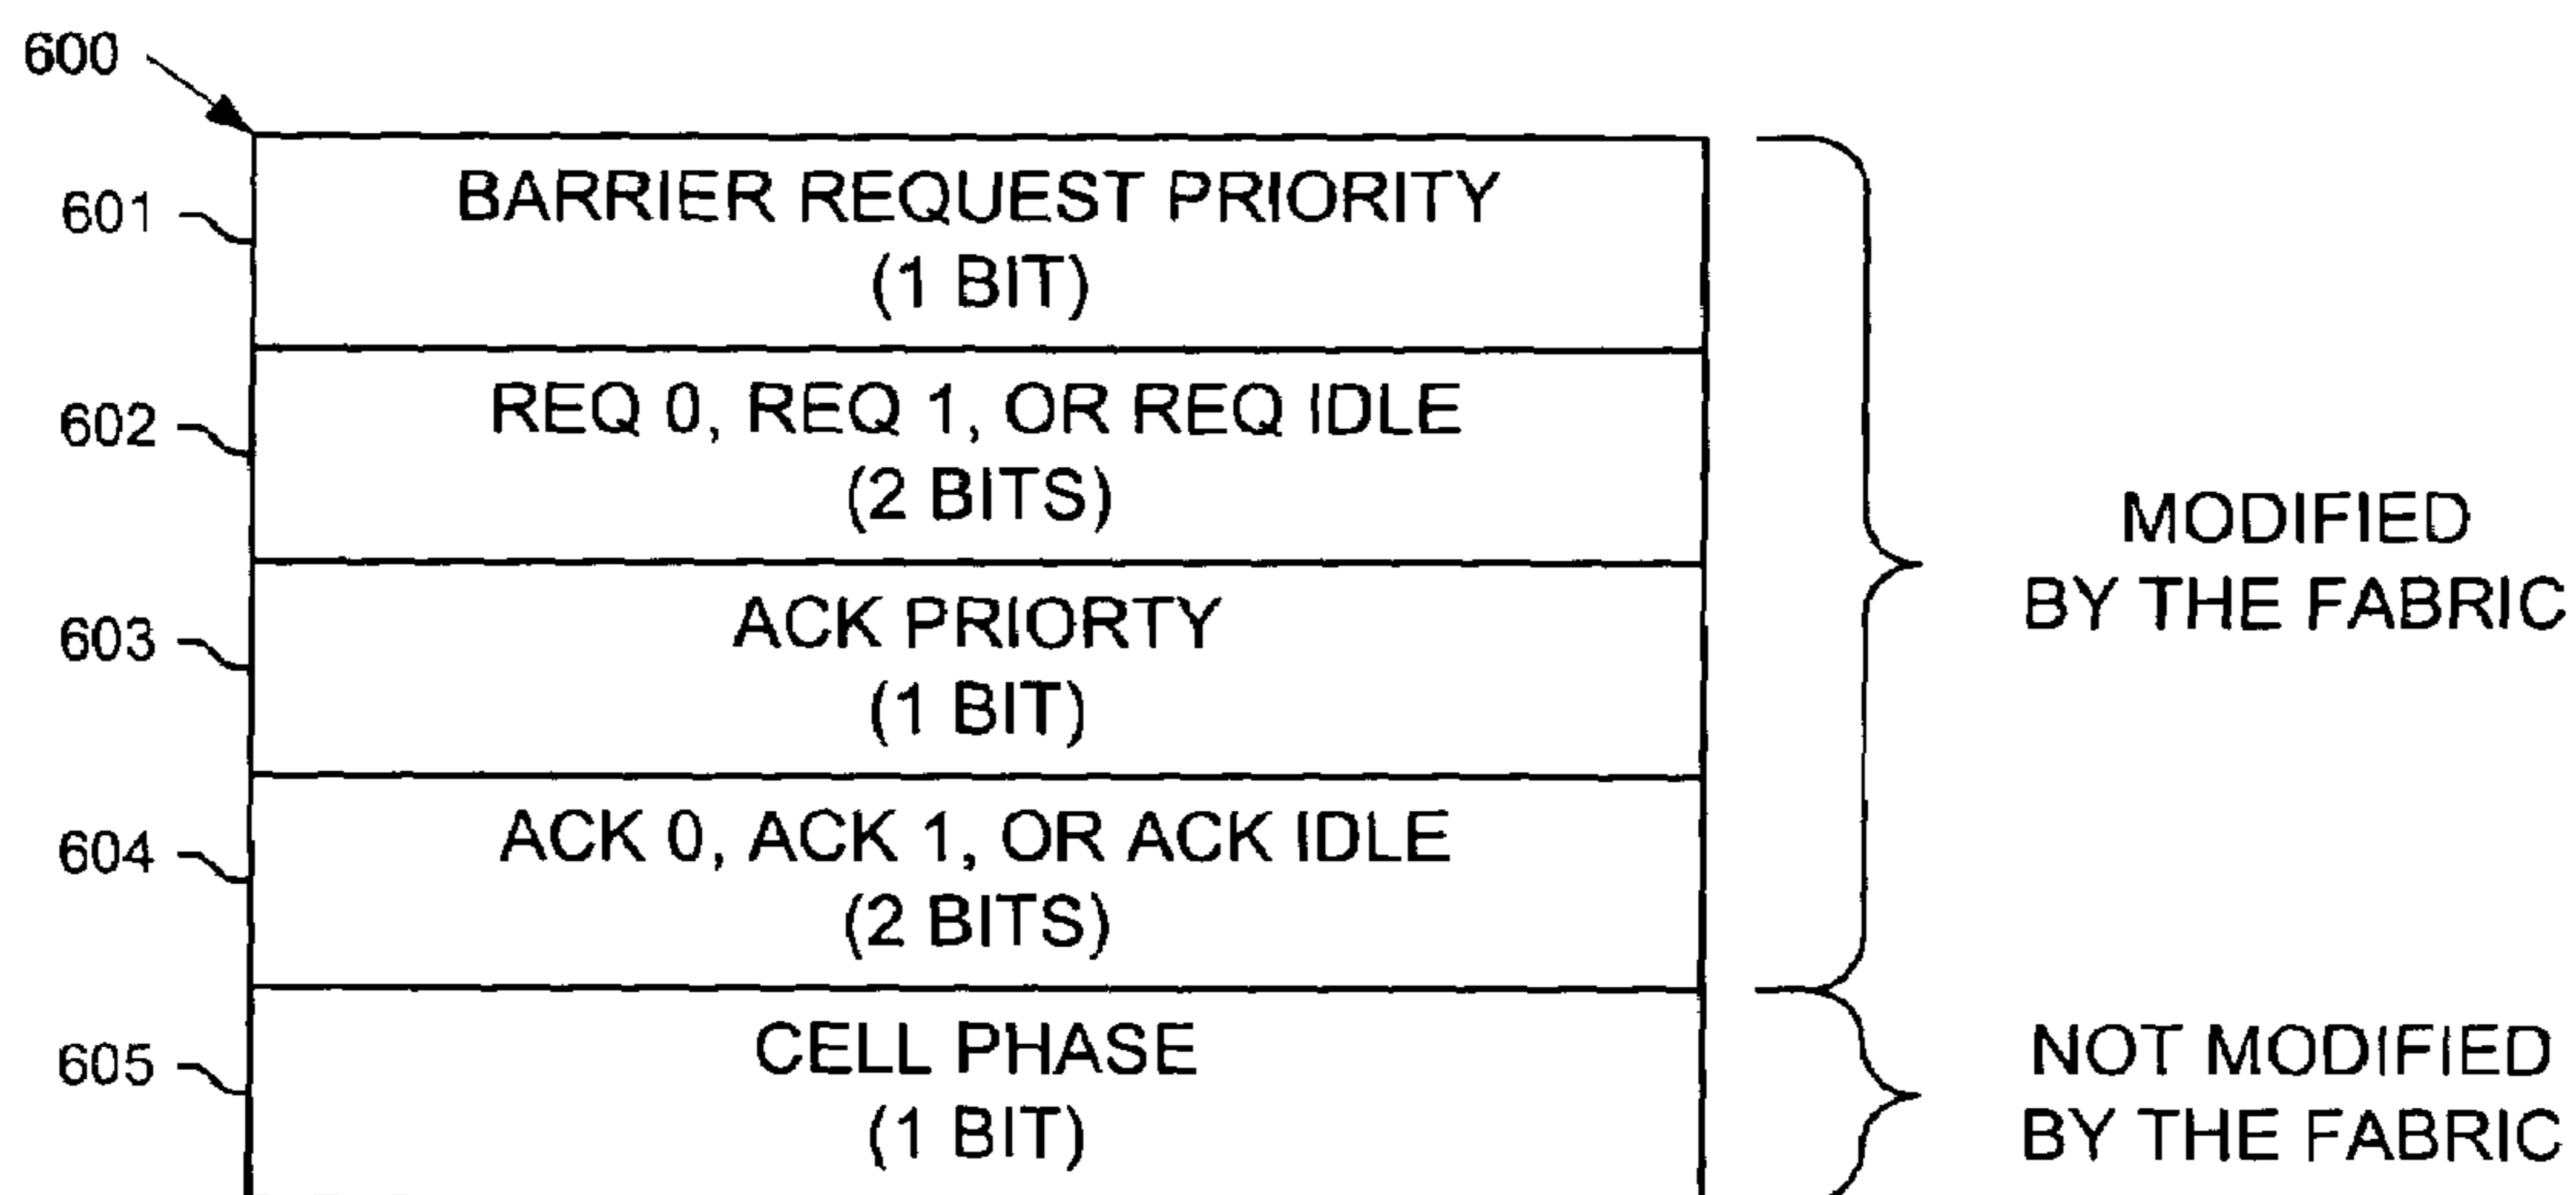 600
601
BARRIER REQUEST PRIORITY
(1 BIT)
602
REQ 0, REQ 1, OR REQ IDLE
(2 BITS)
603
ACK PRIORTY
(1 BIT)
604
ACK 0, ACK 1, OR ACK IDLE
(2 BITS)
605
CELL PHASE
(1 BIT)
MODIFIED
BY THE FABRIC
NOT MODIFIED
BY THE FABRIC